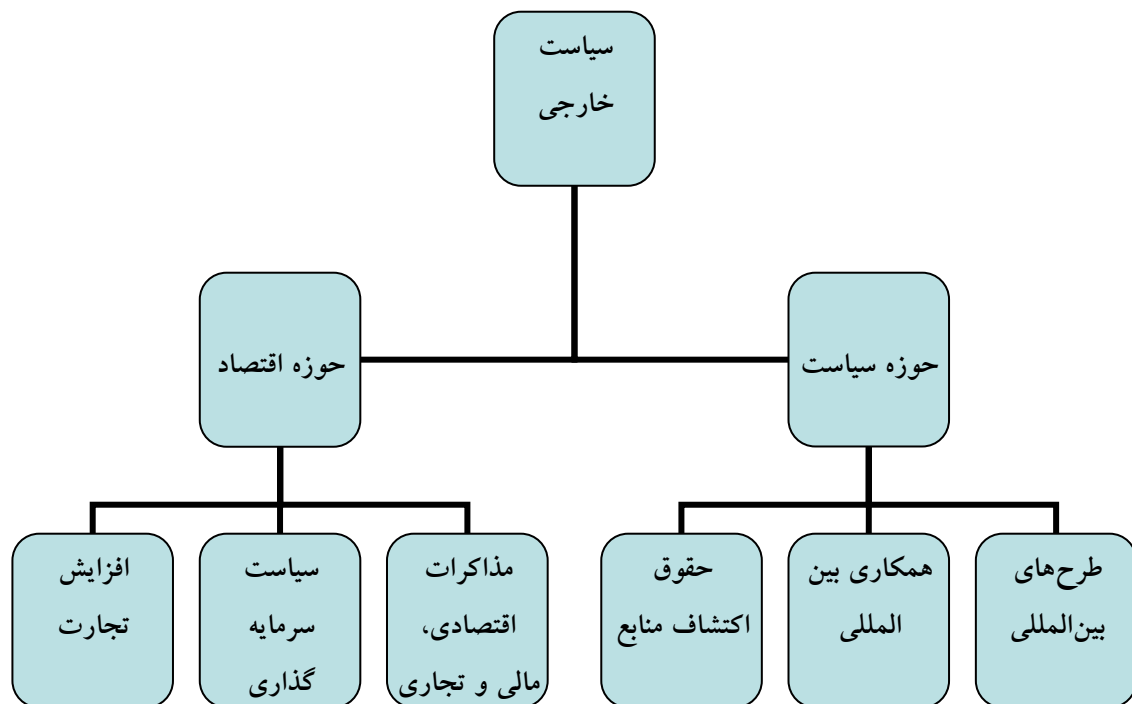 سیاست
خارجی
حوزه سیاست
حوزه اقتصاد
طرح‌های
بین‌المللی
همکاری بین
المللی
حقوق
اکتشاف منابع
مذاکرات
اقتصادی،
مالی و تجاری
سیاست
سرمایه
گذاری
افزایش
تجارت